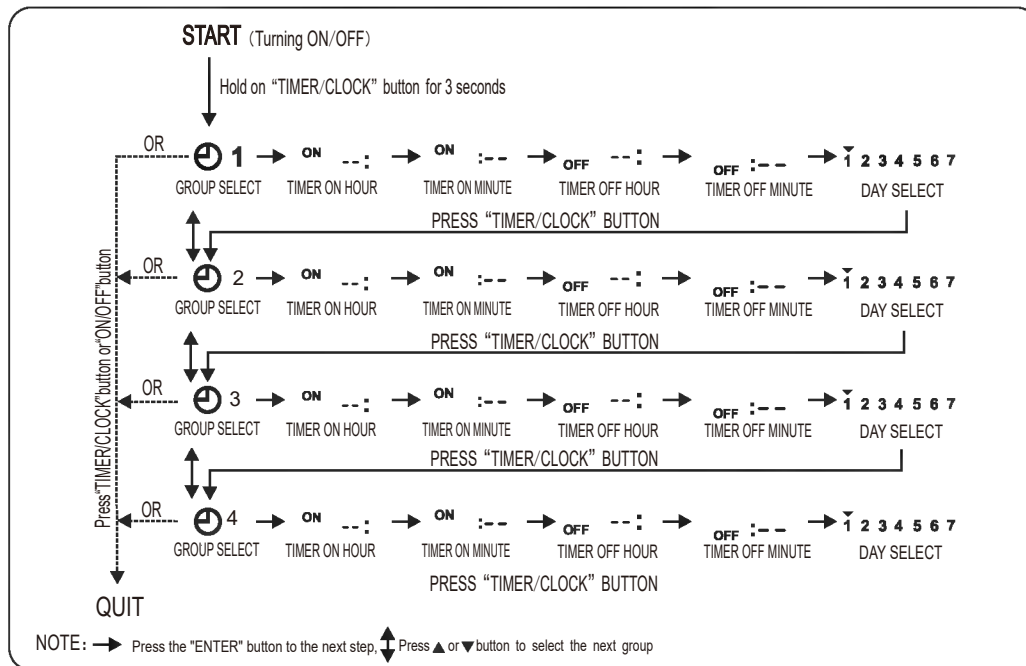 START (Turning ON/OFF)
Hold on “TIMER/CLOCK” button for 3 seconds
OR 1 ON --: ON :-- OFF --: OFF :-- 1 2 3 4 5 6 7
GROUP SELECT TIMER ON HOUR TIMER ON MINUTE TIMER OFF HOUR TIMER OFF MINUTE DAY SELECT
PRESS “TIMER/CLOCK” BUTTON
OR 2 ON --: ON :-- OFF --: OFF :-- 1 2 3 4 5 6 7
GROUP SELECT TIMER ON HOUR TIMER ON MINUTE TIMER OFF HOUR TIMER OFF MINUTE DAY SELECT
PRESS “TIMER/CLOCK” BUTTON
OR 3 ON --: ON :-- OFF --: OFF :-- 1 2 3 4 5 6 7
GROUP SELECT TIMER ON HOUR TIMER ON MINUTE TIMER OFF HOUR TIMER OFF MINUTE DAY SELECT
PRESS “TIMER/CLOCK” BUTTON
OR 4 ON --: ON :-- OFF --: OFF :-- 1 2 3 4 5 6 7
GROUP SELECT TIMER ON HOUR TIMER ON MINUTE TIMER OFF HOUR TIMER OFF MINUTE DAY SELECT
PRESS “TIMER/CLOCK” BUTTON
Press“TIMER/CLOCK”button or“ON/OFF”button
QUIT
NOTE: → Press the "ENTER" button to the next step, ↕ Press ▲ or ▼ button to select the next group